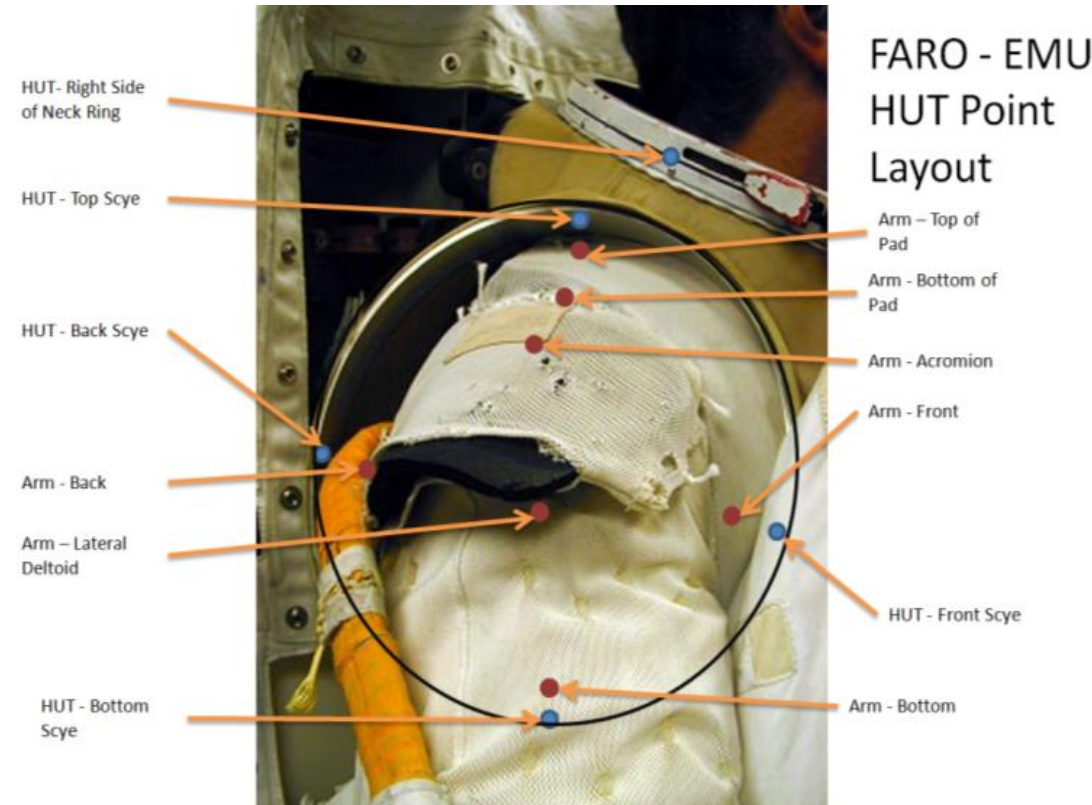 FARO - EMU
HUT Point
Layout
HUT- Right Side
of Neck Ring
HUT - Top Scye
HUT - Back Scye
Arm - Back
Arm – Lateral
Deltoid
HUT - Bottom
Scye
Arm – Top of
Pad
Arm - Bottom of
Pad
Arm - Acromion
Arm - Front
HUT - Front Scye
Arm - Bottom